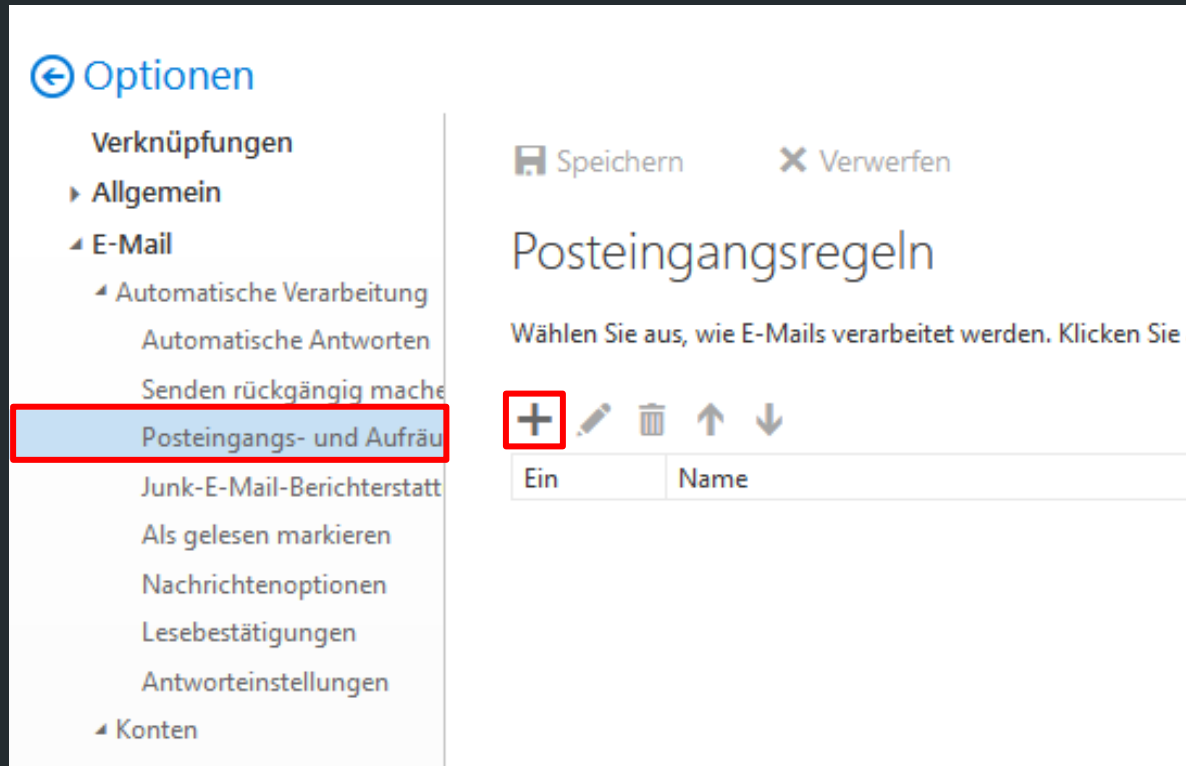 Optionen
Verknüpfungen
Allgemein
E-Mail
Automatische Verarbeitung
Automatische Antworten
Senden rückgängig mache
Posteingangs- und Aufräu
Junk-E-Mail-Berichterstatt
Als gelesen markieren
Nachrichtenoptionen
Lesebestätigungen
Antworteinstellungen
Konten
Speichern Verwerfen
Posteingangsregeln
Wählen Sie aus, wie E-Mails verarbeitet werden. Klicken Sie
Ein Name